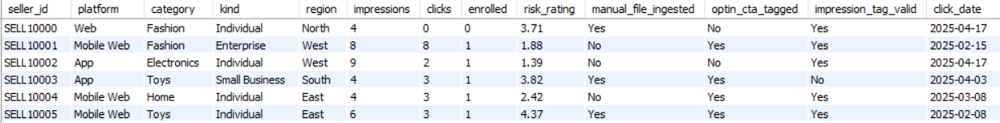 seller_id platform category kind region impressions clicks enrolled risk_rating manual_file_ingested optin_cta_tagged impression_tag_valid click_date
SELL10000 Web Fashion Individual North 4 0 0 3.71 Yes No Yes 2025-04-17
SELL10001 Mobile Web Fashion Enterprise West 8 8 1 1.88 No Yes Yes 2025-02-15
SELL10002 App Electronics Individual West 9 2 1 1.39 No No Yes 2025-04-17
SELL10003 App Toys Small Business South 4 3 1 3.82 Yes Yes No 2025-04-03
SELL10004 Mobile Web Home Individual East 4 3 1 2.42 No Yes Yes 2025-03-08
SELL10005 Mobile Web Toys Individual East 6 3 1 4.37 Yes Yes Yes 2025-02-08